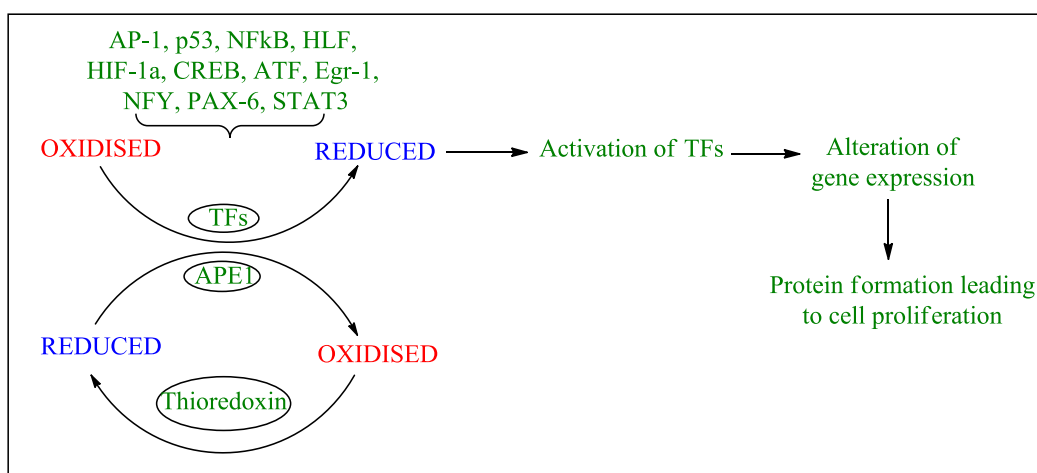 AP-1, p53, NFkB, HLF,
HIF-1a, CREB, ATF, Egr-1,
NFY, PAX-6, STAT3
OXIDISED
REDUCED
Activation of TFs
Alteration of
gene expression
TFs
APE1
Protein formation leading
to cell proliferation
REDUCED
OXIDISED
Thioredoxin